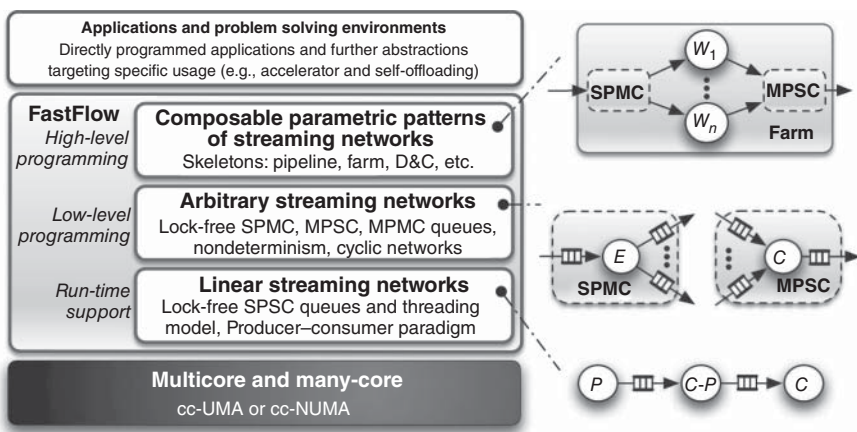 Applications and problem solving environments
Directly programmed applications and further abstractions
targeting specific usage (e.g., accelerator and self-offloading)
FastFlow
High-level
programming
Composable parametric patterns
of streaming networks
Skeletons: pipeline, farm, D&C, etc.
Low-level
programming
Arbitrary streaming networks
Lock-free SPMC, MPSC, MPMC queues,
nondeterminism, cyclic networks
Run-time
support
Linear streaming networks
Lock-free SPSC queues and threading
model, Producer–consumer paradigm
Multicore and many-core
cc-UMA or cc-NUMA
W1
SPMC
MPSC
Wn
Farm
E
SPMC
C
MPSC
P
C-P
C